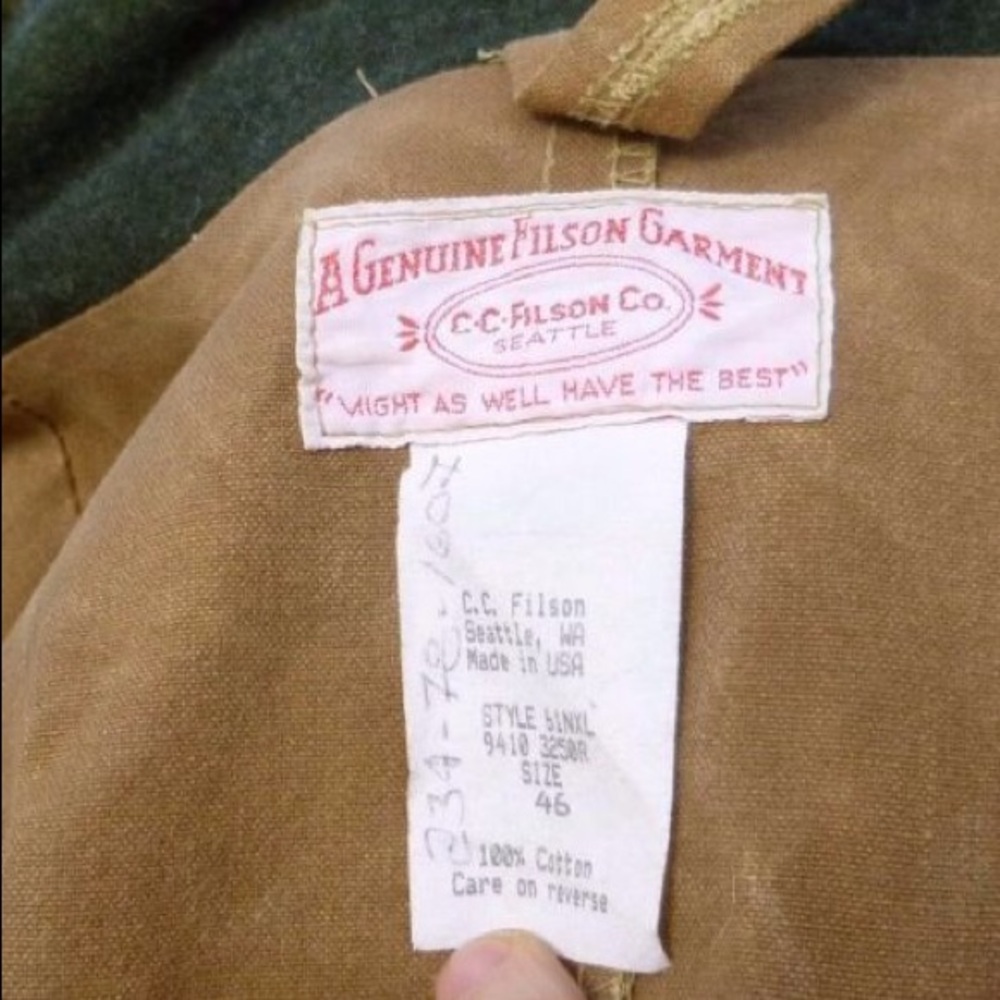 A GENUINE FILSON GARMENT
C·C·FILSON CO.
SEATTLE
"MIGHT AS WELL HAVE THE BEST"
C.C. Filson
Seattle, WA
Made in USA
STYLE 61NXL
9410 3250R
SIZE
46
100% Cotton
Care on reverse